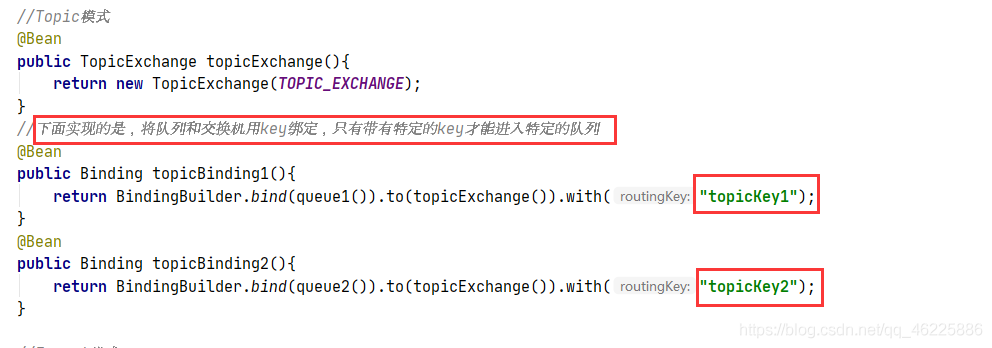 //Topic模式
@Bean
public TopicExchange topicExchange(){
return new TopicExchange(TOPIC_EXCHANGE);
}
//下面实现的是，将队列和交换机用key绑定，只有带有特定的key才能进入特定的队列
@Bean
public Binding topicBinding1(){
return BindingBuilder.bind(queue1()).to(topicExchange()).with( routingKey: "topicKey1");
}
@Bean
public Binding topicBinding2(){
return BindingBuilder.bind(queue2()).to(topicExchange()).with( routingKey: "topicKey2");
}
https://blog.csdn.net/qq_46225886